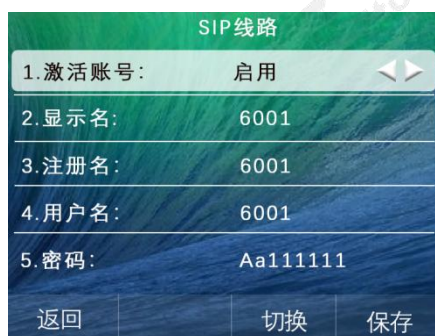 SIP线路
1.激活账号: 启用
2.显示名: 6001
3.注册名: 6001
4.用户名: 6001
5.密码: Aa111111
返回 切换 保存